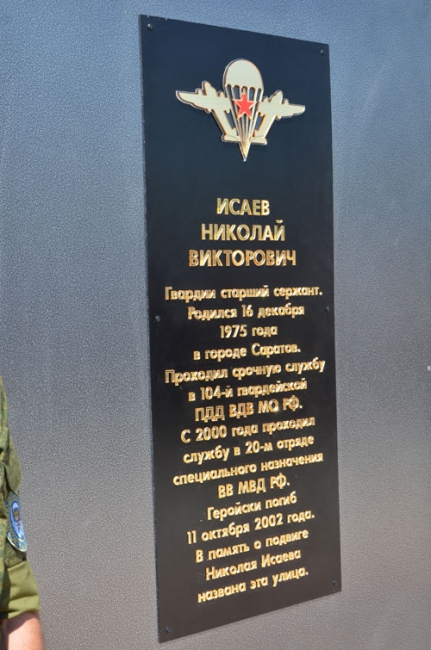 ИСАЕВ
НИКОЛАЙ
ВИКТОРОВИЧ
Гвардии старший сержант.
Родился 16 декабря
1975 года
в городе Саратов.
Проходил срочную службу
в 104-й гвардейской
ПДД ВДВ МО РФ.
С 2000 года проходил
службу в 20-м отряде
специального назначения
ВВ МВД РФ.
Геройски погиб
11 октября 2002 года.
В память о подвиге
Николая Исаева
названа эта улица.